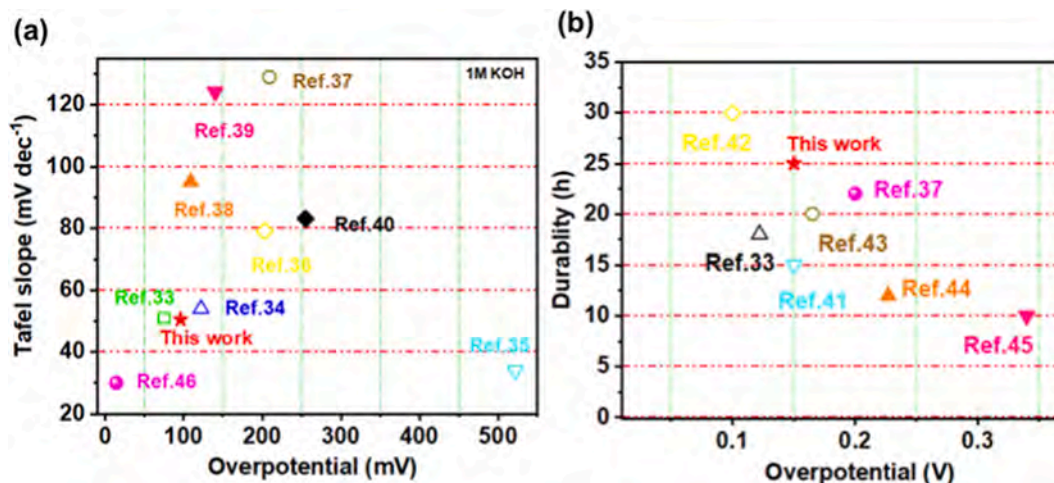 (a)
1M KOH
Ref.37
Ref.39
Ref.38
Ref.40
Ref.36
Ref.33
Ref.34
This work
Ref.35
Ref.46
Tafel slope (mV dec⁻¹)
120
100
80
60
40
20
0
100
200
300
400
500
Overpotential (mV)
(b)
Ref.42
This work
Ref.37
Ref.43
Ref.33
Ref.41
Ref.44
Ref.45
Durablity (h)
35
30
25
20
15
10
5
0
0.1
0.2
0.3
Overpotential (V)